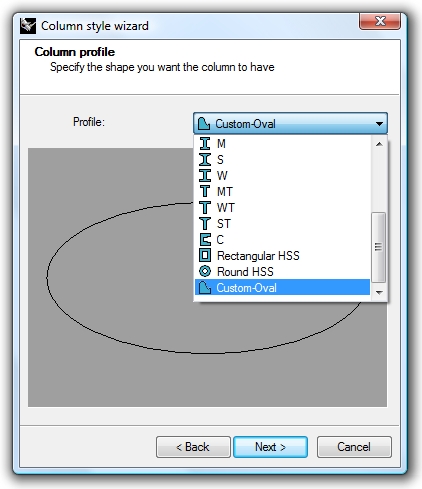 Column style wizard
Column profile
Specify the shape you want the column to have
Profile:
Custom-Oval
M
S
W
MT
WT
ST
C
Rectangular HSS
Round HSS
Custom-Oval
< Back
Next >
Cancel